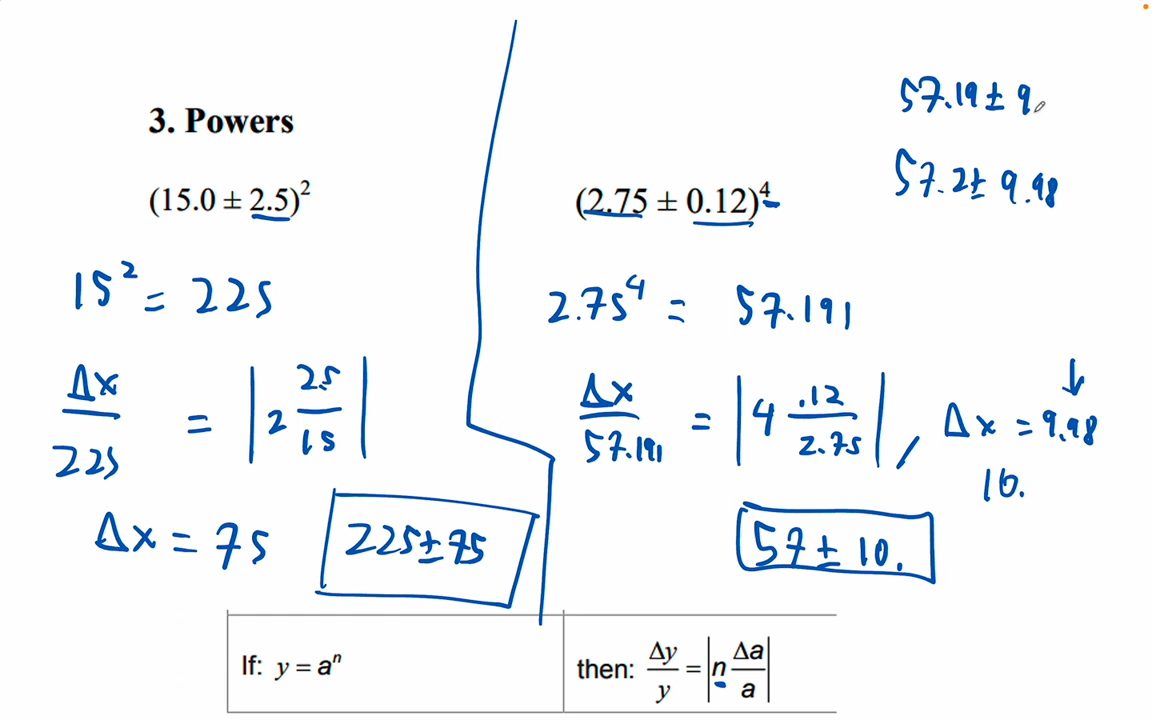 3. Powers
(15.0 ± 2.5)²
15² = 225
Δx/225 = |2 2.5/15|
Δx = 75
225 ± 75
57.19 ± 9.
57.2 ± 9.98
(2.75 ± 0.12)⁴
2.75⁴ = 57.191
Δx/57.191 = |4 .12/2.75| , Δx = 9.98
10.
57 ± 10.
If: y = aⁿ
then: Δy/y = |n Δa/a|